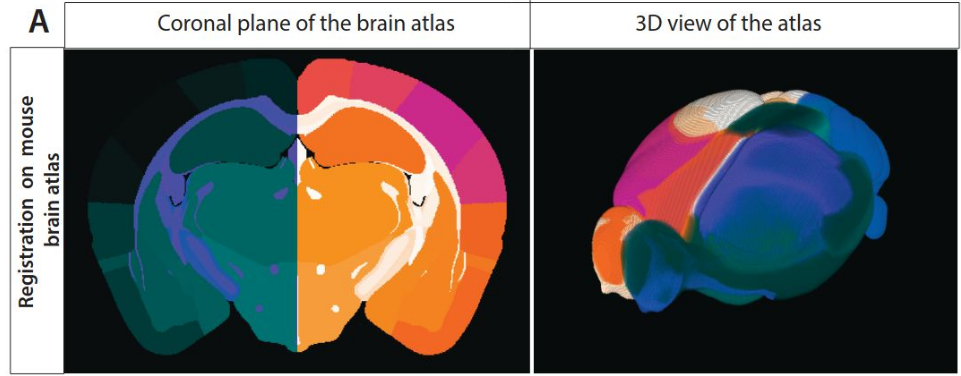 A
Coronal plane of the brain atlas
3D view of the atlas
Registration on mouse
brain atlas